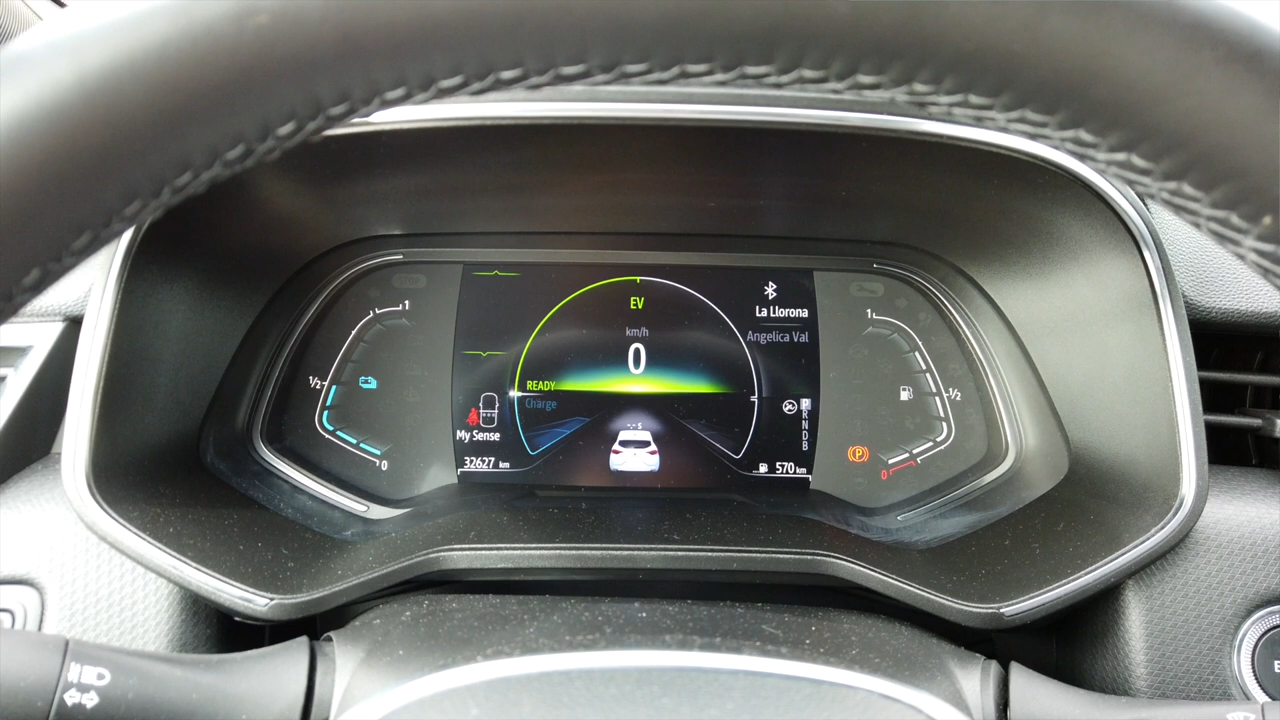 1
1/2
0
EV
km/h
0
READY
Charge
My Sense
32627 km
La Llorona
Angelica Val
P
R
N
D
B
570 km
1
1/2
(P)
0